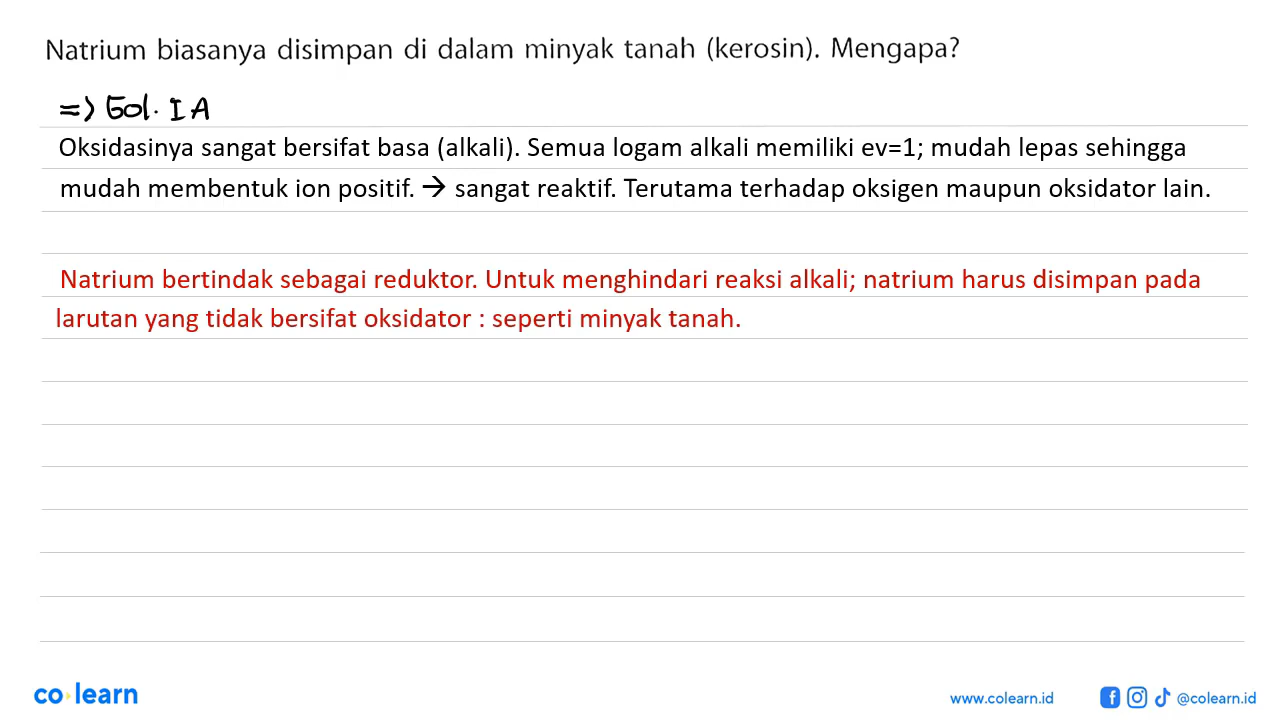 Natrium biasanya disimpan di dalam minyak tanah (kerosin). Mengapa?
=> Gol. I A
Oksidasinya sangat bersifat basa (alkali). Semua logam alkali memiliki ev=1; mudah lepas sehingga
mudah membentuk ion positif. → sangat reaktif. Terutama terhadap oksigen maupun oksidator lain.
Natrium bertindak sebagai reduktor. Untuk menghindari reaksi alkali; natrium harus disimpan pada
larutan yang tidak bersifat oksidator : seperti minyak tanah.
co learn
www.colearn.id
@colearn.id